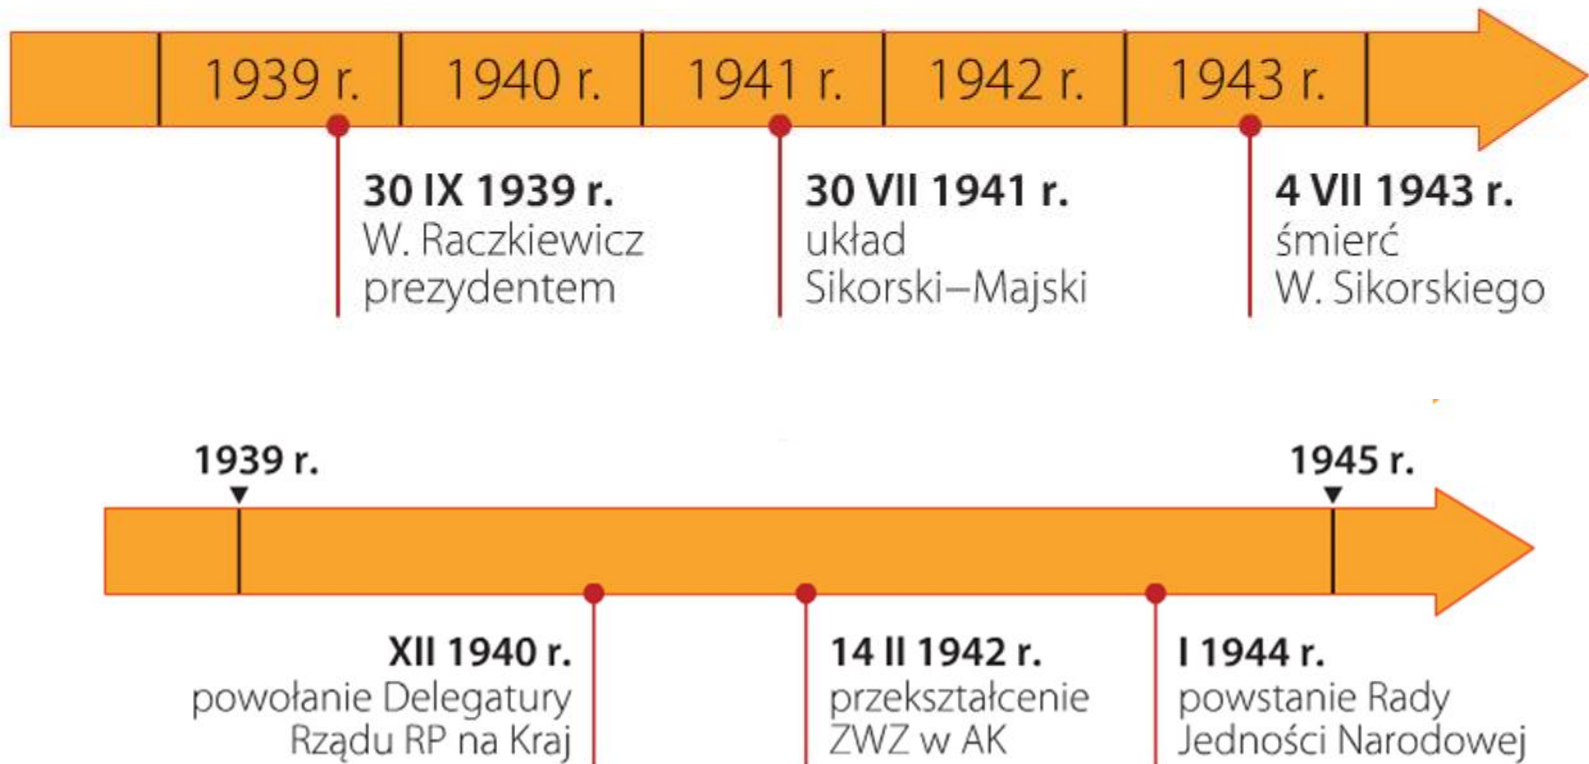 1939 r. 1940 r. 1941 r. 1942 r. 1943 r.
30 IX 1939 r.
W. Raczkiewicz
prezydentem
30 VII 1941 r.
układ
Sikorski–Majski
4 VII 1943 r.
śmierć
W. Sikorskiego
1939 r.
1945 r.
XII 1940 r.
powołanie Delegatury
Rządu RP na Kraj
14 II 1942 r.
przekształcenie
ZWZ w AK
I 1944 r.
powstanie Rady
Jedności Narodowej